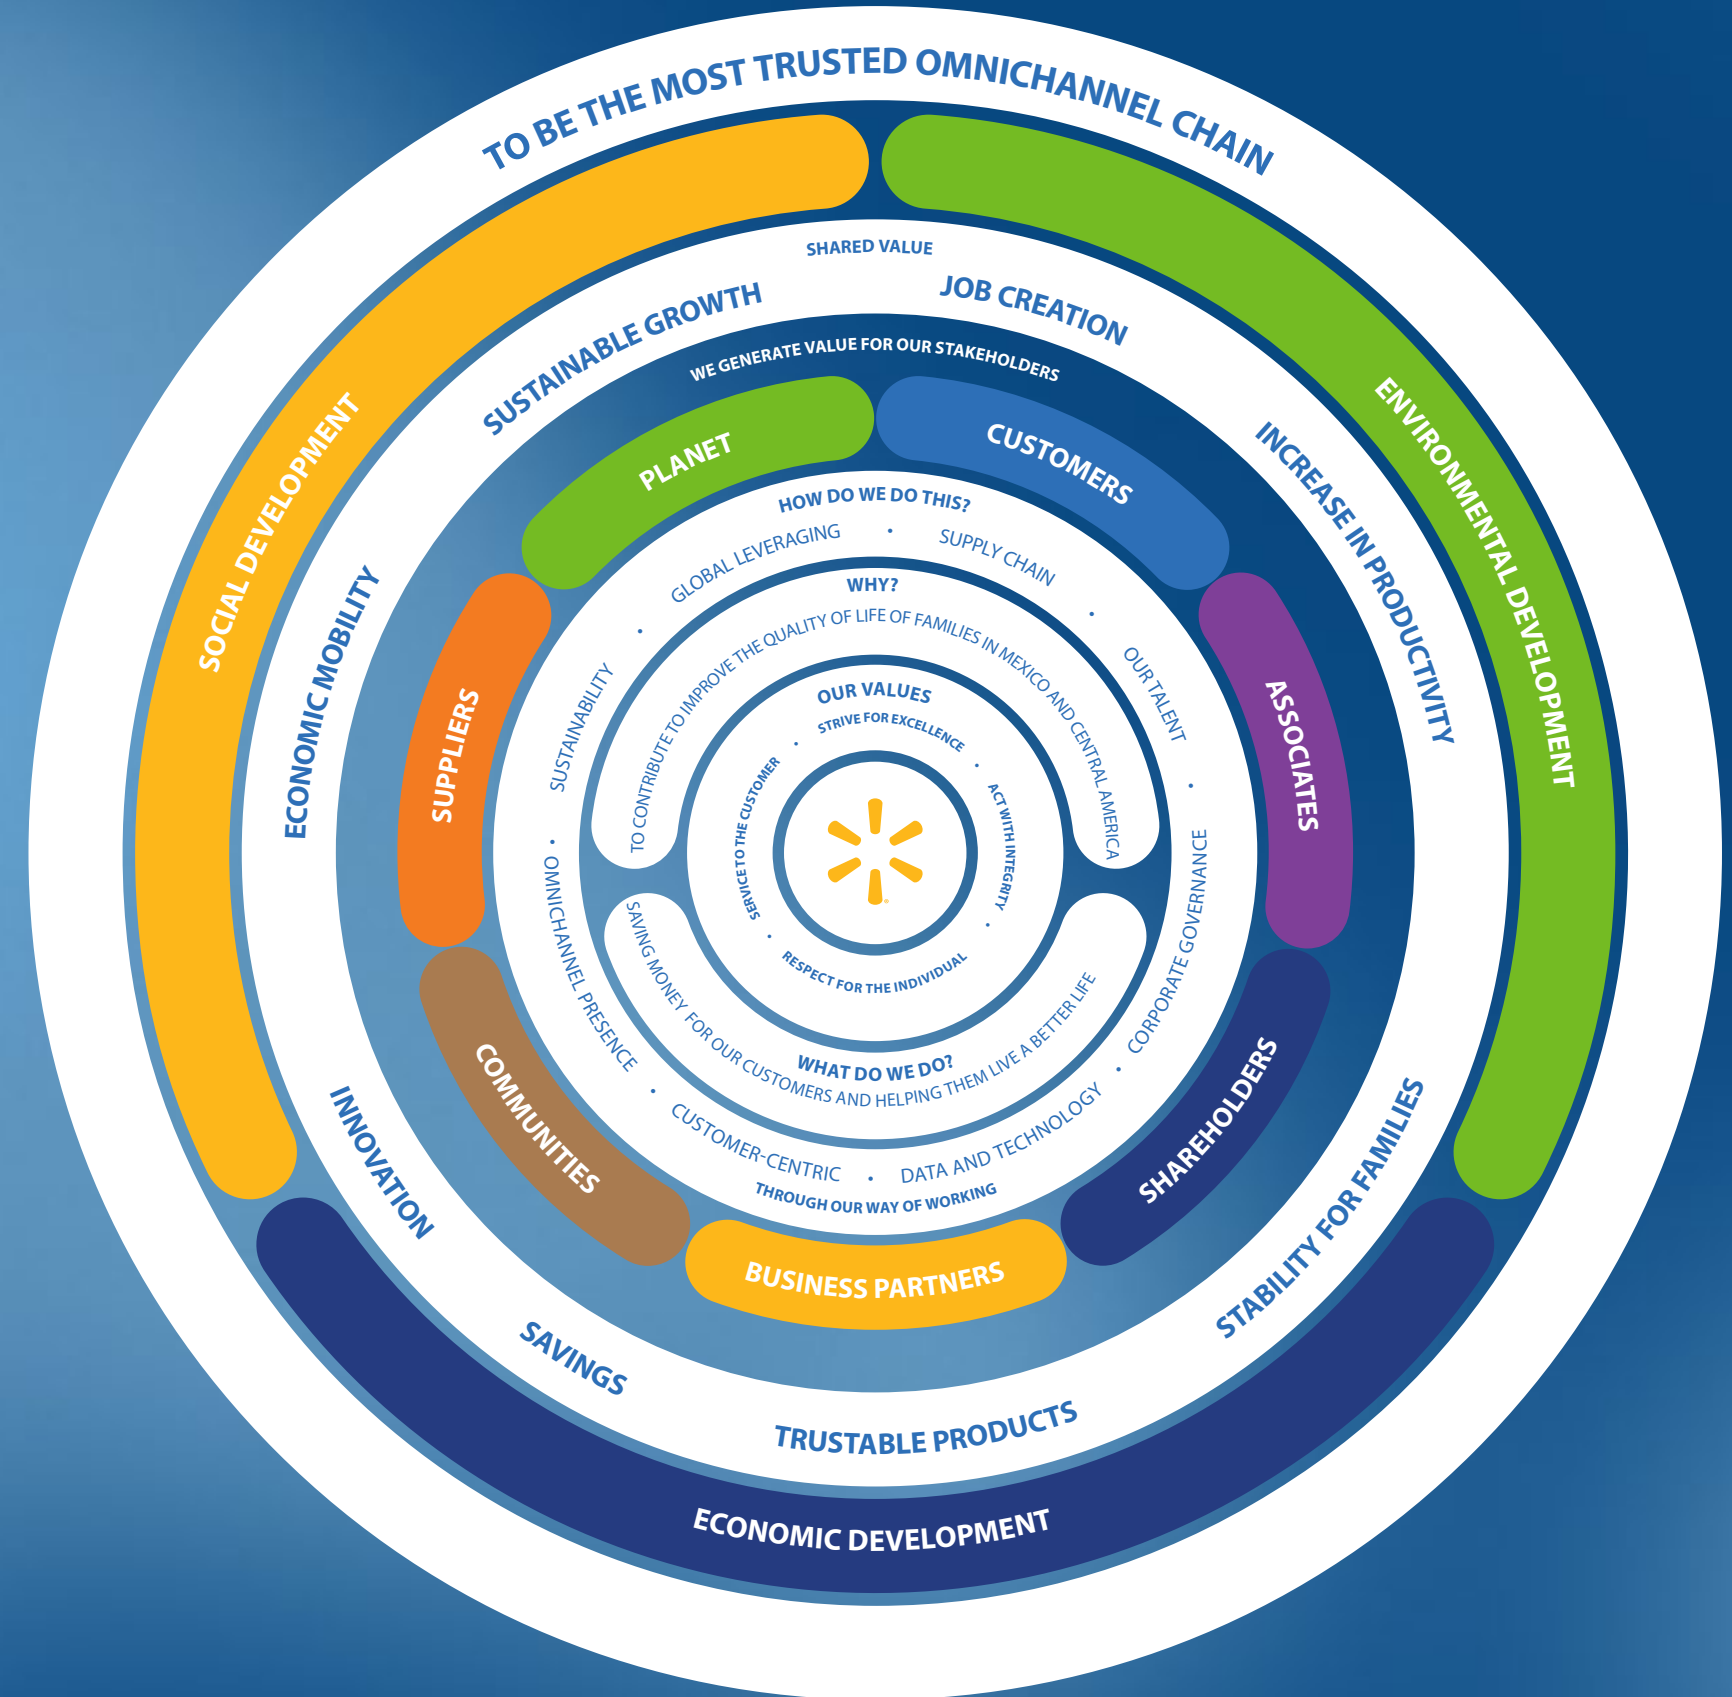 TO BE THE MOST TRUSTED OMNICHANNEL CHAIN
SOCIAL DEVELOPMENT
ENVIRONMENTAL DEVELOPMENT
ECONOMIC DEVELOPMENT
SHARED VALUE
SUSTAINABLE GROWTH
JOB CREATION
INCREASE IN PRODUCTIVITY
STABILITY FOR FAMILIES
TRUSTABLE PRODUCTS
SAVINGS
INNOVATION
ECONOMIC MOBILITY
WE GENERATE VALUE FOR OUR STAKEHOLDERS
PLANET
CUSTOMERS
ASSOCIATES
SHAREHOLDERS
BUSINESS PARTNERS
COMMUNITIES
SUPPLIERS
HOW DO WE DO THIS?
GLOBAL LEVERAGING • SUPPLY CHAIN • OUR TALENT • CORPORATE GOVERNANCE • DATA AND TECHNOLOGY • CUSTOMER-CENTRIC • OMNICHANNEL PRESENCE • SUSTAINABILITY •
THROUGH OUR WAY OF WORKING
WHY?
TO CONTRIBUTE TO IMPROVE THE QUALITY OF LIFE OF FAMILIES IN MEXICO AND CENTRAL AMERICA
WHAT DO WE DO?
SAVING MONEY FOR OUR CUSTOMERS AND HELPING THEM LIVE A BETTER LIFE
OUR VALUES
STRIVE FOR EXCELLENCE • ACT WITH INTEGRITY • RESPECT FOR THE INDIVIDUAL • SERVICE TO THE CUSTOMER •
®